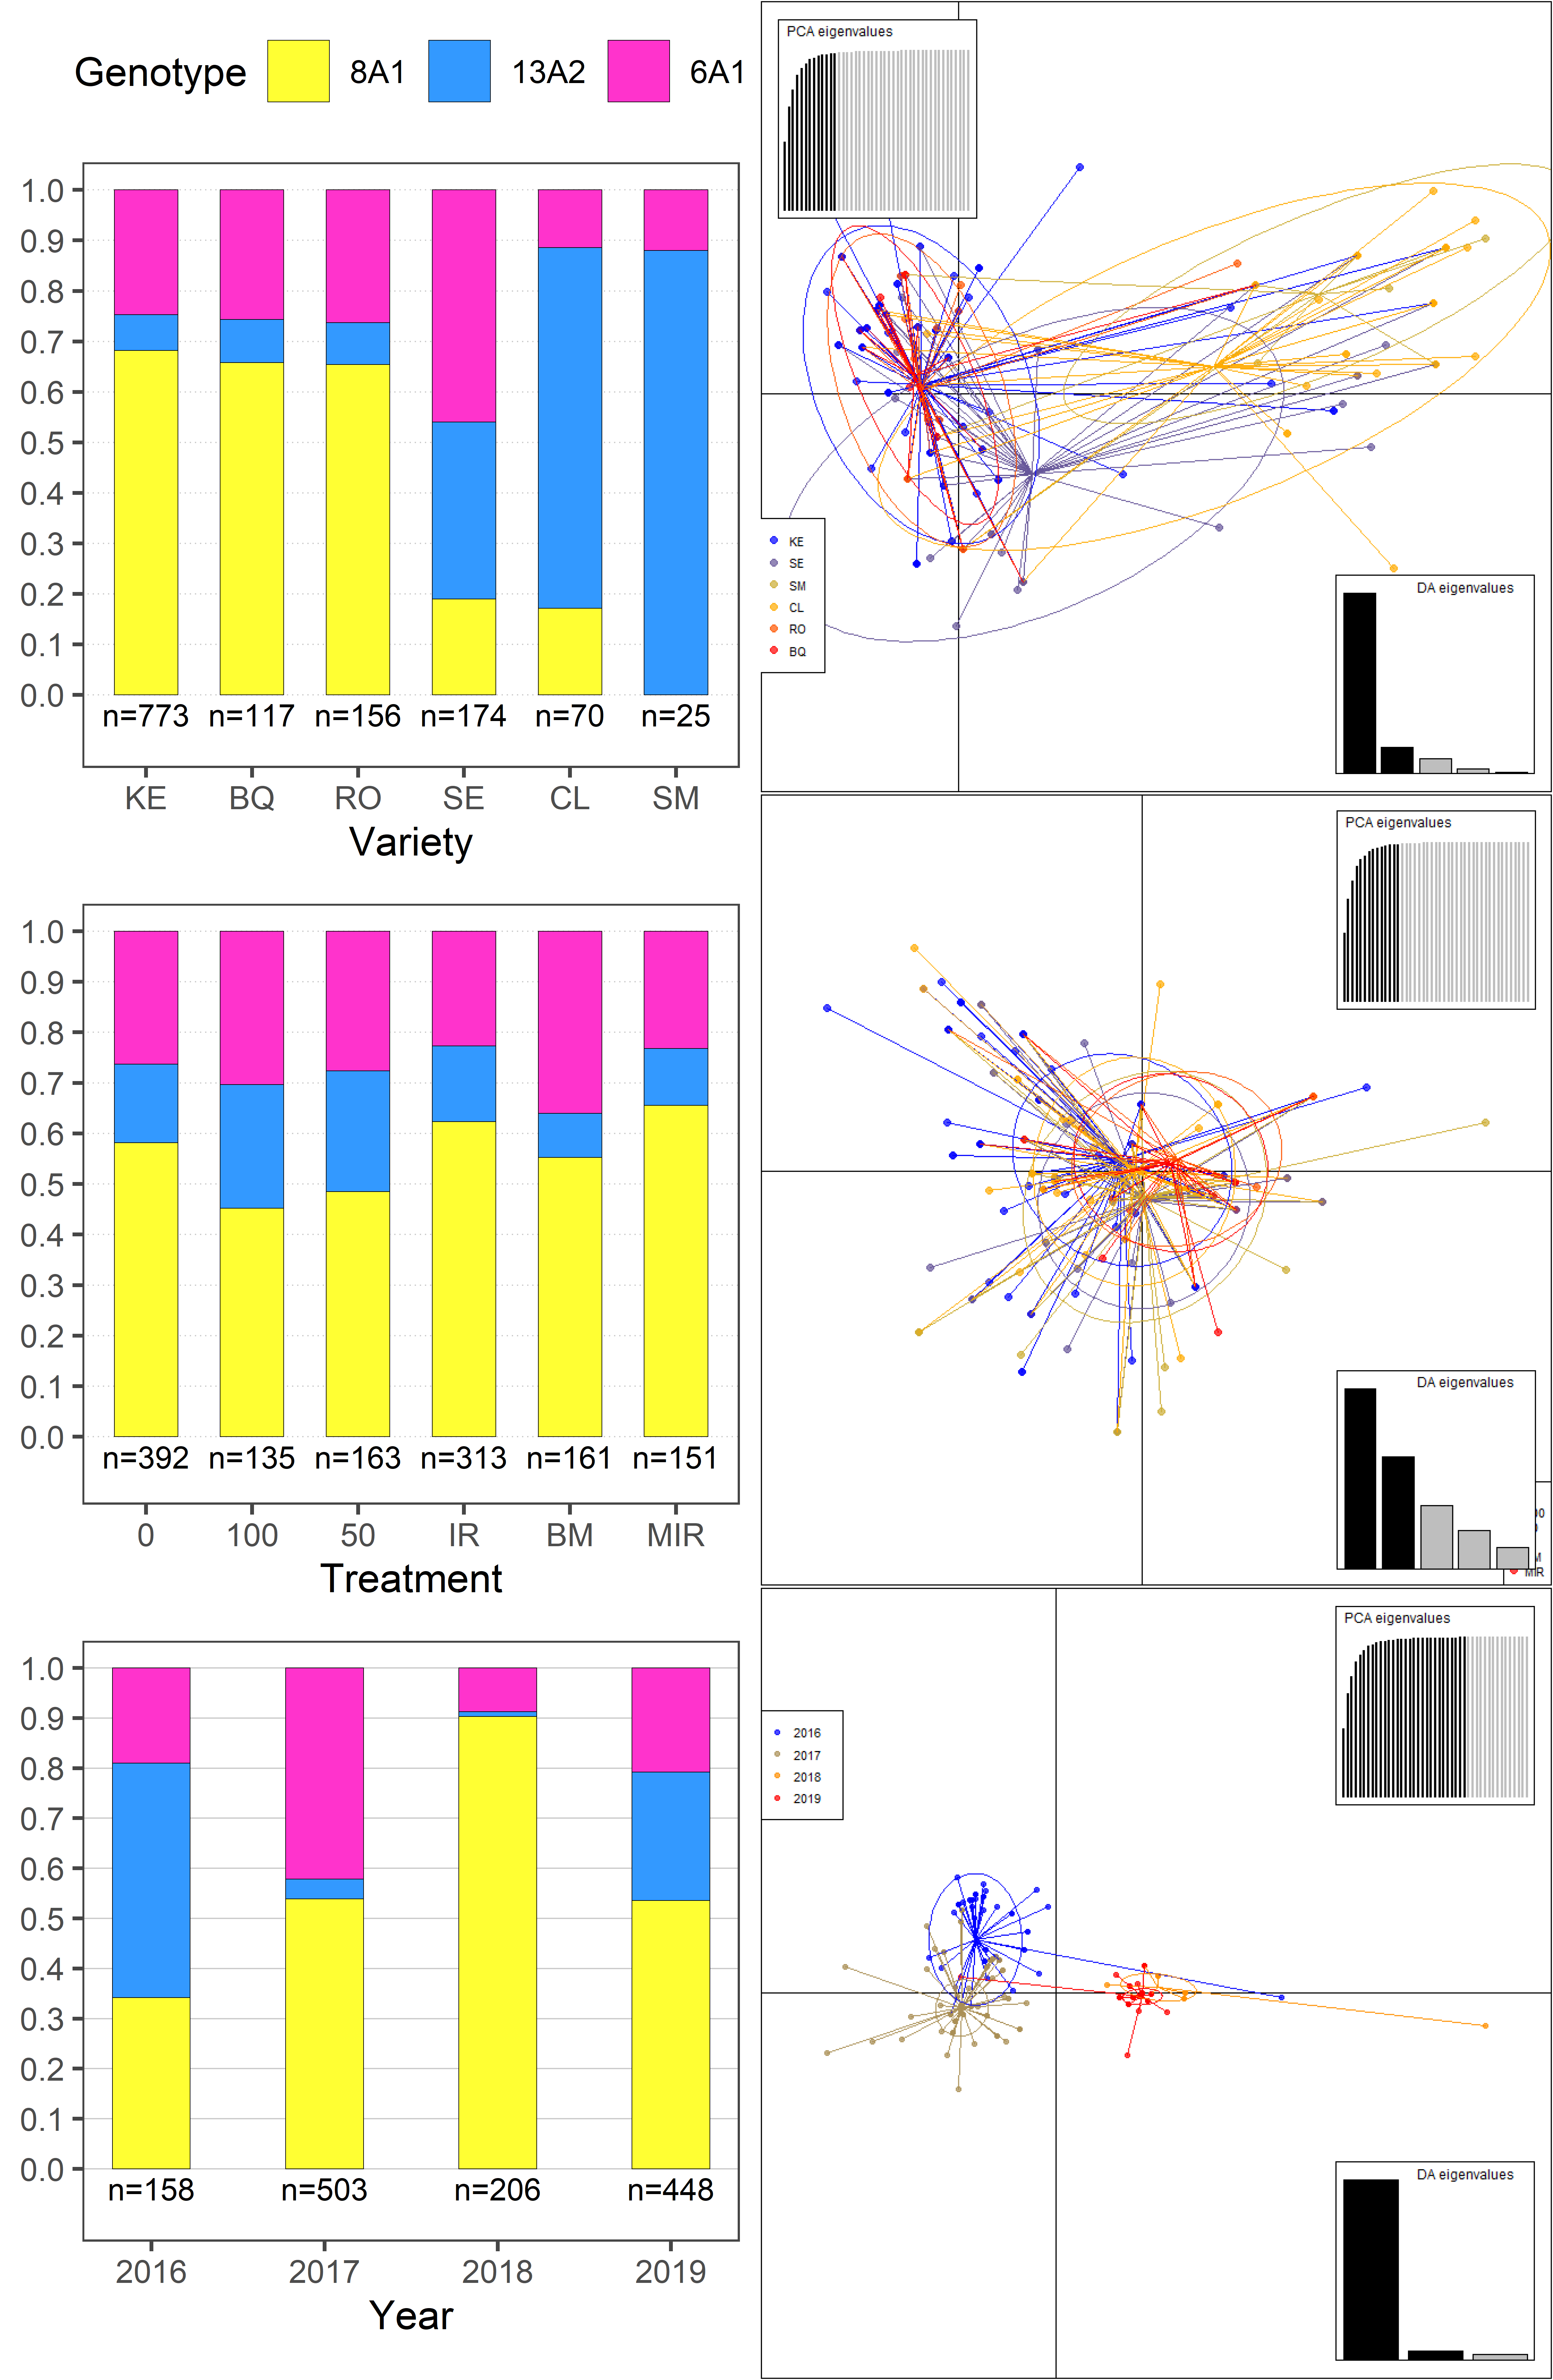 Genotype 8A1 13A2 6A1
1.0
0.9
0.8
0.7
0.6
0.5
0.4
0.3
0.2
0.1
0.0
n=773 n=117 n=156 n=174 n=70 n=25
KE BQ RO SE CL SM
Variety
PCA eigenvalues
KE
SE
SM
CL
RO
BQ
DA eigenvalues
1.0
0.9
0.8
0.7
0.6
0.5
0.4
0.3
0.2
0.1
0.0
n=392 n=135 n=163 n=313 n=161 n=151
0 100 50 IR BM MIR
Treatment
PCA eigenvalues
DA eigenvalues
MIR
1.0
0.9
0.8
0.7
0.6
0.5
0.4
0.3
0.2
0.1
0.0
n=158 n=503 n=206 n=448
2016 2017 2018 2019
Year
PCA eigenvalues
2016
2017
2018
2019
DA eigenvalues